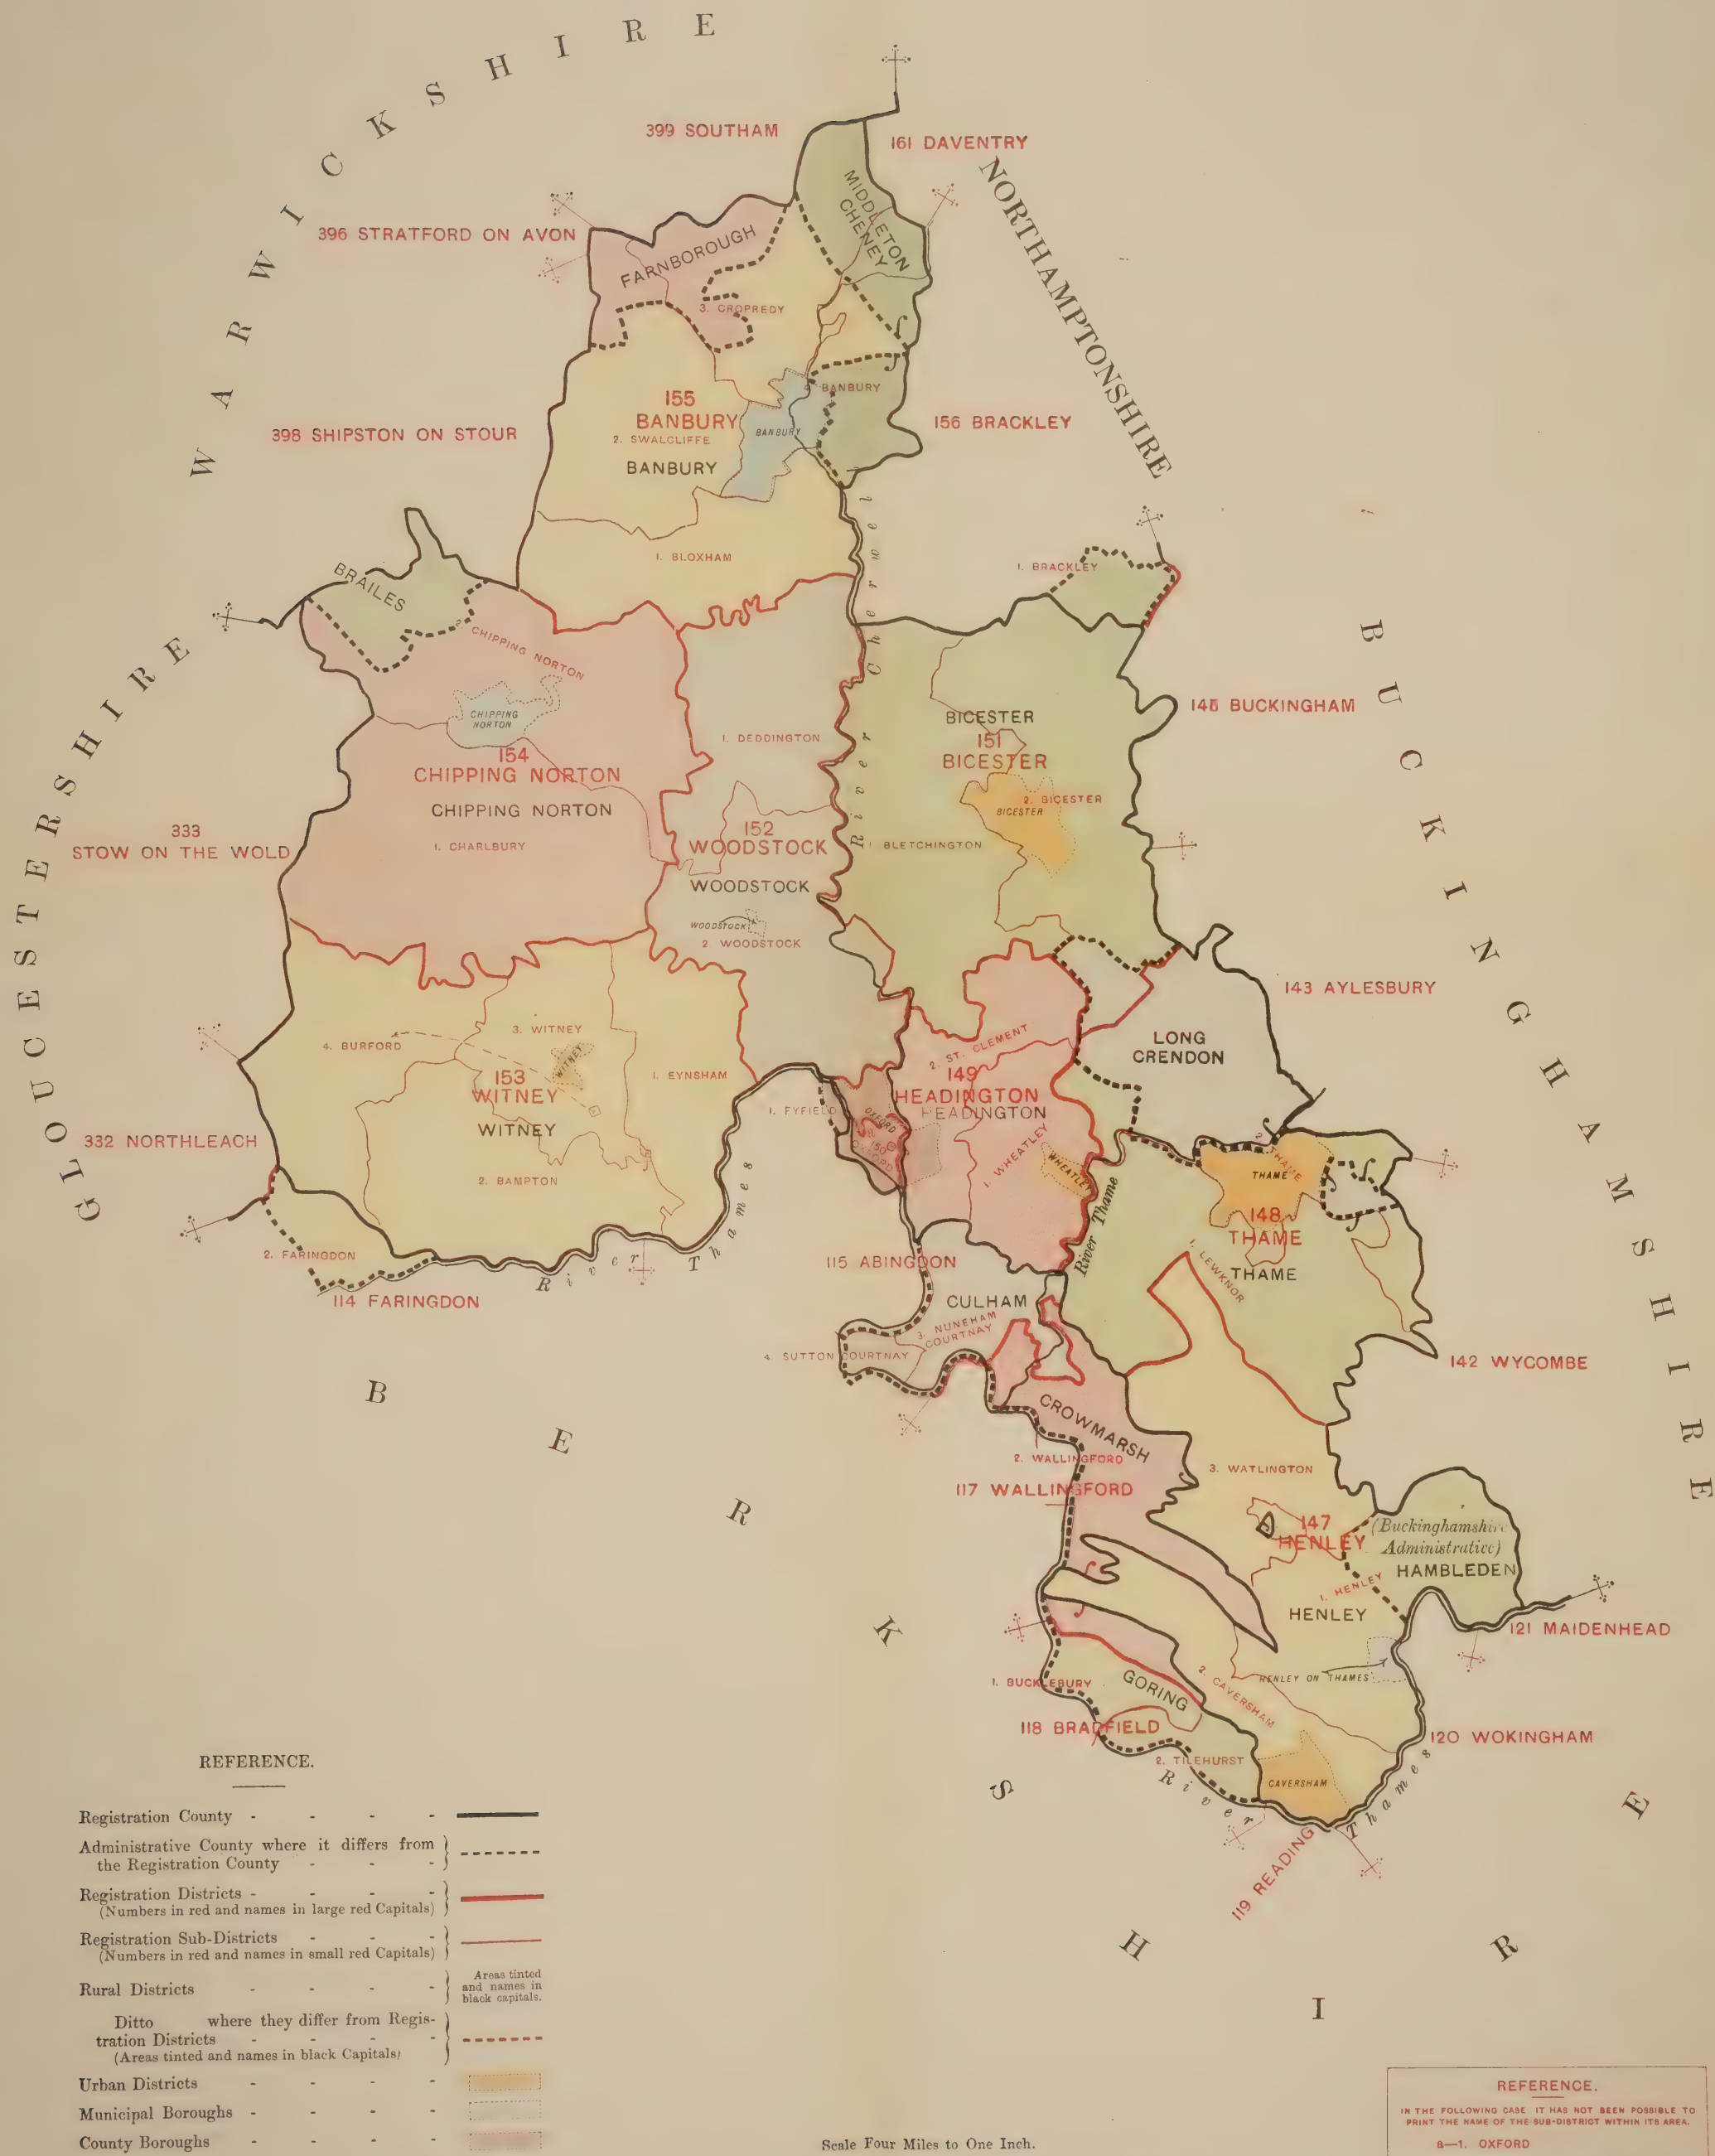 WARWICKSHIRE
399 SOUTHAM
161 DAVENTRY
NORTHAMPTONSHIRE
396 STRATFORD ON AVON
MIDDLETON
CHENEY
FARNBOROUGH
3. CROPREDY
BANBURY
155
BANBURY
BANBURY
2. SWALCLIFFE
BANBURY
398 SHIPSTON ON STOUR
156 BRACKLEY
1. BLOXHAM
River Cherwel
1. BRACKLEY
BRAILES
GLOUCESTERSHIRE
BUCKINGHAMSHIRE
2. CHIPPING NORTON
CHIPPING
NORTON
154
CHIPPING NORTON
CHIPPING NORTON
1. CHARLBURY
1. DEDDINGTON
BICESTER
151
BICESTER
2. BICESTER
BICESTER
145 BUCKINGHAM
333
STOW ON THE WOLD
152
WOODSTOCK
WOODSTOCK
WOODSTOCK
2. WOODSTOCK
1. BLETCHINGTON
143 AYLESBURY
LONG
CRENDON
3. WITNEY
4. BURFORD
WITNEY
153
WITNEY
WITNEY
1. EYNSHAM
2. BAMPTON
332 NORTHLEACH
1. FYFIELD
OXFORD
a
150
OXFORD
2. ST. CLEMENT
149
HEADINGTON
HEADINGTON
1. WHEATLEY
WHEATLEY
River Thame
2. THAME
THAME
148
THAME
THAME
1. LEWKNOR
2. FARINGDON
114 FARINGDON
River Thames
115 ABINGDON
CULHAM
3. NUNEHAM
COURTNAY
4. SUTTON COURTNAY
142 WYCOMBE
BERKSHIRE
CROWMARSH
2. WALLINGFORD
117 WALLINGFORD
3. WATLINGTON
147
HENLEY
1. HENLEY
HENLEY
(Buckinghamshire
Administrative)
HAMBLEDEN
121 MAIDENHEAD
HENLEY ON THAMES
1. BUCKLEBURY
GORING
2. CAVERSHAM
118 BRADFIELD
2. TILEHURST
CAVERSHAM
120 WOKINGHAM
River Thames
119 READING
REFERENCE.
Registration County - - - -
Administrative County where it differs from
the Registration County - - -
Registration Districts - - - -
(Numbers in red and names in large red Capitals)
Registration Sub-Districts - - -
(Numbers in red and names in small red Capitals)
Rural Districts - - - -
Areas tinted
and names in
black capitals.
Ditto where they differ from Regis-
tration Districts - - - -
(Areas tinted and names in black Capitals)
Urban Districts - - - -
Municipal Boroughs - - - -
County Boroughs - - - -
Scale Four Miles to One Inch.
REFERENCE.
IN THE FOLLOWING CASE IT HAS NOT BEEN POSSIBLE TO
PRINT THE NAME OF THE SUB-DISTRICT WITHIN ITS AREA.
a—1. OXFORD